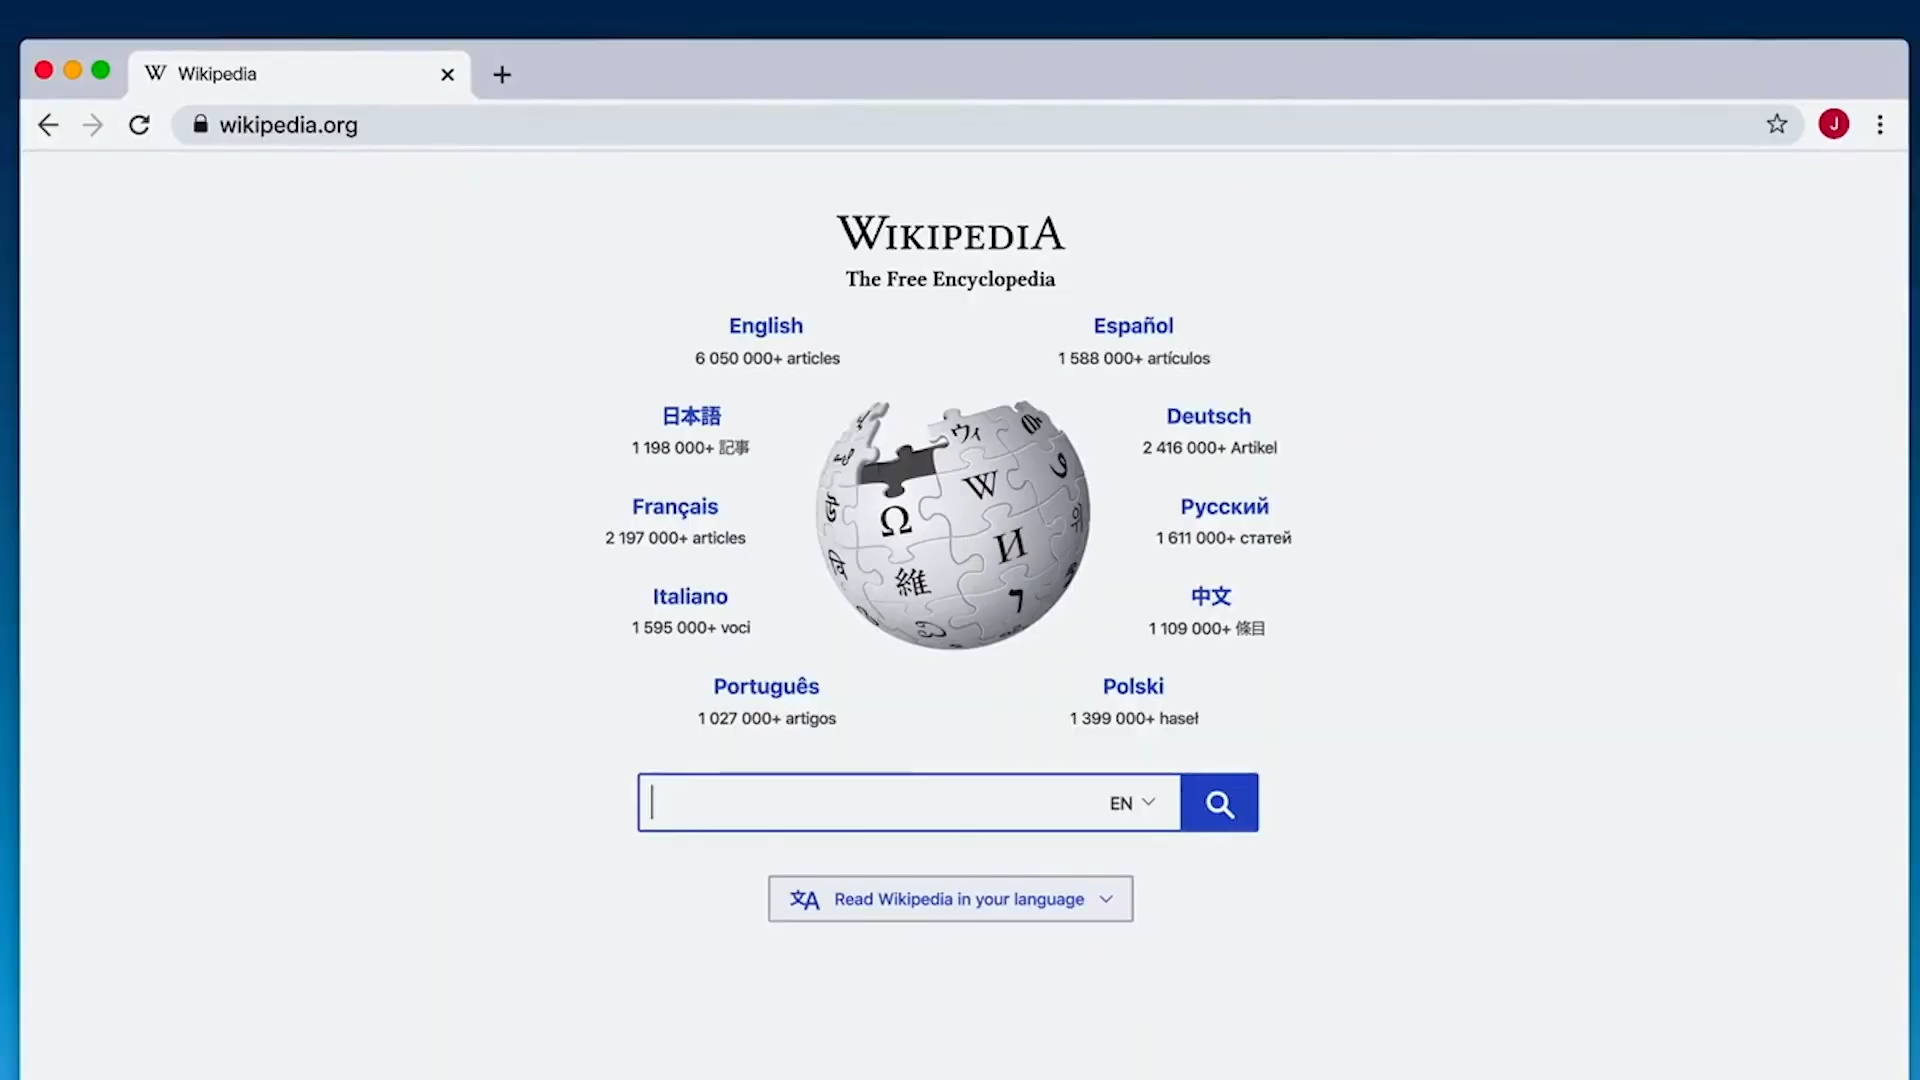 Wikipedia
wikipedia.org
J
WIKIPEDIA
The Free Encyclopedia
English
6 050 000+ articles
Español
1 588 000+ artículos
日本語
1 198 000+ 記事
Deutsch
2 416 000+ Artikel
Français
2 197 000+ articles
Русский
1 611 000+ статей
Italiano
1 595 000+ voci
中文
1 109 000+ 條目
Português
1 027 000+ artigos
Polski
1 399 000+ haseł
Ω
W
И
維
ウィ
EN
Read Wikipedia in your language